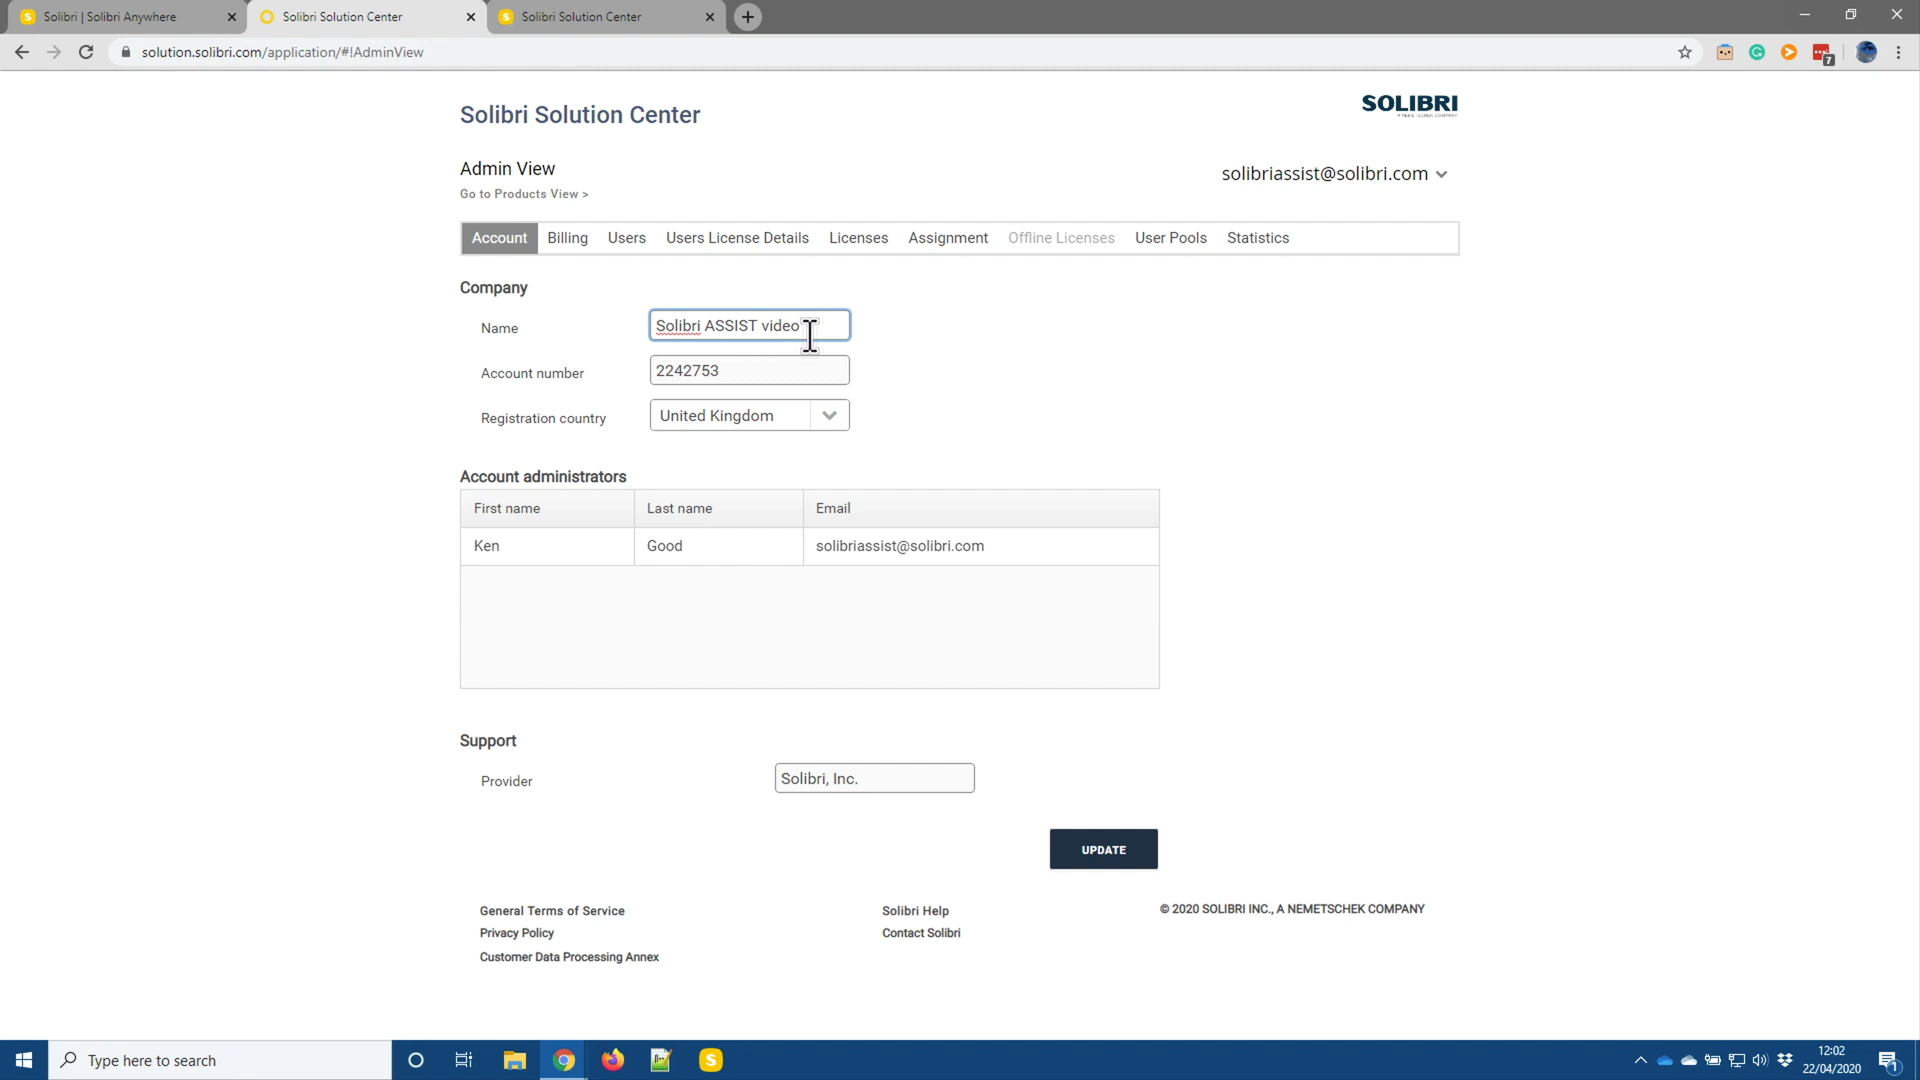 Solibri | Solibri Anywhere
Solibri Solution Center
Solibri Solution Center
solution.solibri.com/application/#!AdminView
7
Solibri Solution Center
SOLIBRI
A NEMETSCHEK COMPANY
Admin View
solibriassist@solibri.com
Go to Products View >
Account Billing Users Users License Details Licenses Assignment Offline Licenses User Pools Statistics
Company
Name Solibri ASSIST video
Account number 2242753
Registration country United Kingdom
Account administrators
First name Last name Email
Ken Good solibriassist@solibri.com
Support
Provider Solibri, Inc.
UPDATE
General Terms of Service Solibri Help © 2020 SOLIBRI INC., A NEMETSCHEK COMPANY
Privacy Policy Contact Solibri
Customer Data Processing Annex
Type here to search
S
12:02
22/04/2020
1